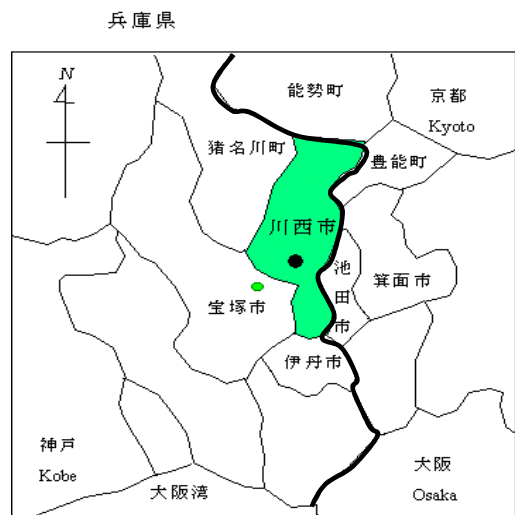 兵庫県
N
能勢町
京都
Kyoto
猪名川町
豊能町
川西市
池田市
箕面市
宝塚市
伊丹市
神戸
Kobe
大阪湾
大阪
Osaka